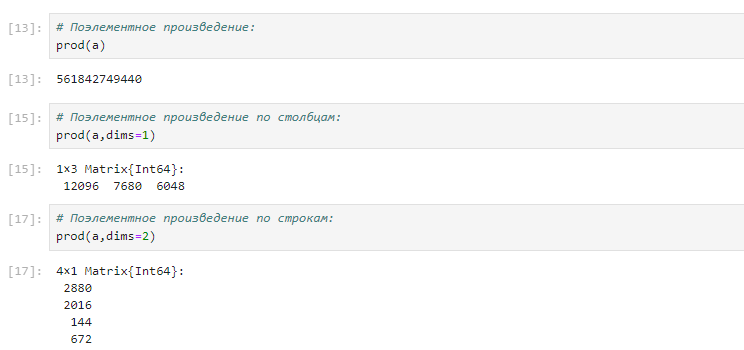 [13]: # Поэлементное произведение:
prod(a)
[13]: 561842749440
[15]: # Поэлементное произведение по столбцам:
prod(a,dims=1)
[15]: 1×3 Matrix{Int64}:
12096 7680 6048
[17]: # Поэлементное произведение по строкам:
prod(a,dims=2)
[17]: 4×1 Matrix{Int64}:
2880
2016
144
672